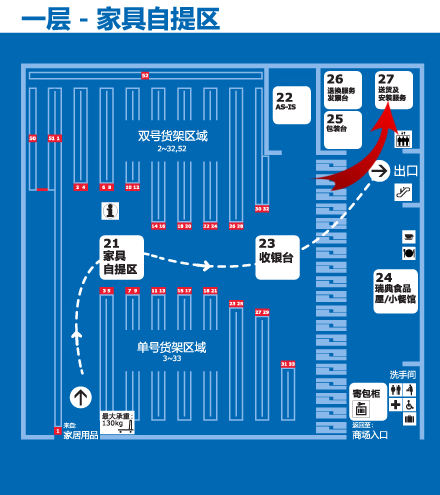 一层 - 家具自提区
53
26
退换服务
发票台
27
送货及
安装服务
22
AS-IS
25
包装台
双号货架区域
2~32,52
50
51 1
2 4
6 8
10 12
出口
30 32
14 16
18 20
22 24
26 28
21
家具
自提区
23
收银台
24
瑞典食品
屋/小餐馆
3 5
7 9
11 13
15 17
19 21
23 25
27 29
单号货架区域
3~33
31 33
洗手间
寄包柜
最大承重:
130kg
1
来自:
家居用品
返回至:
商场入口